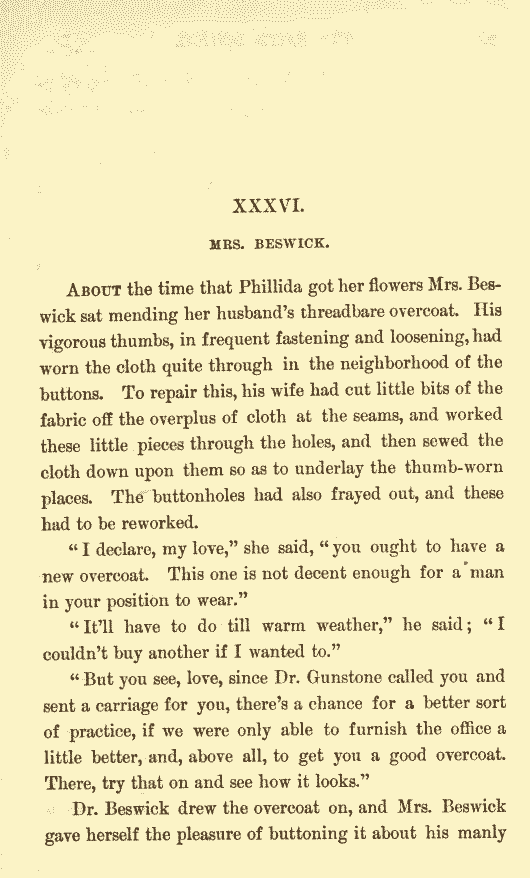 XXXVI.
MRS. BESWICK.
About the time that Phillida got her flowers Mrs. Bes-
wick sat mending her husband's threadbare overcoat. His
vigorous thumbs, in frequent fastening and loosening, had
worn the cloth quite through in the neighborhood of the
buttons. To repair this, his wife had cut little bits of the
fabric off the overplus of cloth at the seams, and worked
these little pieces through the holes, and then sewed the
cloth down upon them so as to underlay the thumb-worn
places. The buttonholes had also frayed out, and these
had to be reworked.
"I declare, my love," she said, "you ought to have a
new overcoat. This one is not decent enough for a man
in your position to wear."
"It'll have to do till warm weather," he said; "I
couldn't buy another if I wanted to."
"But you see, love, since Dr. Gunstone called you and
sent a carriage for you, there's a chance for a better sort
of practice, if we were only able to furnish the office a
little better, and, above all, to get you a good overcoat.
There, try that on and see how it looks."
Dr. Beswick drew the overcoat on, and Mrs. Beswick
gave herself the pleasure of buttoning it about his manly